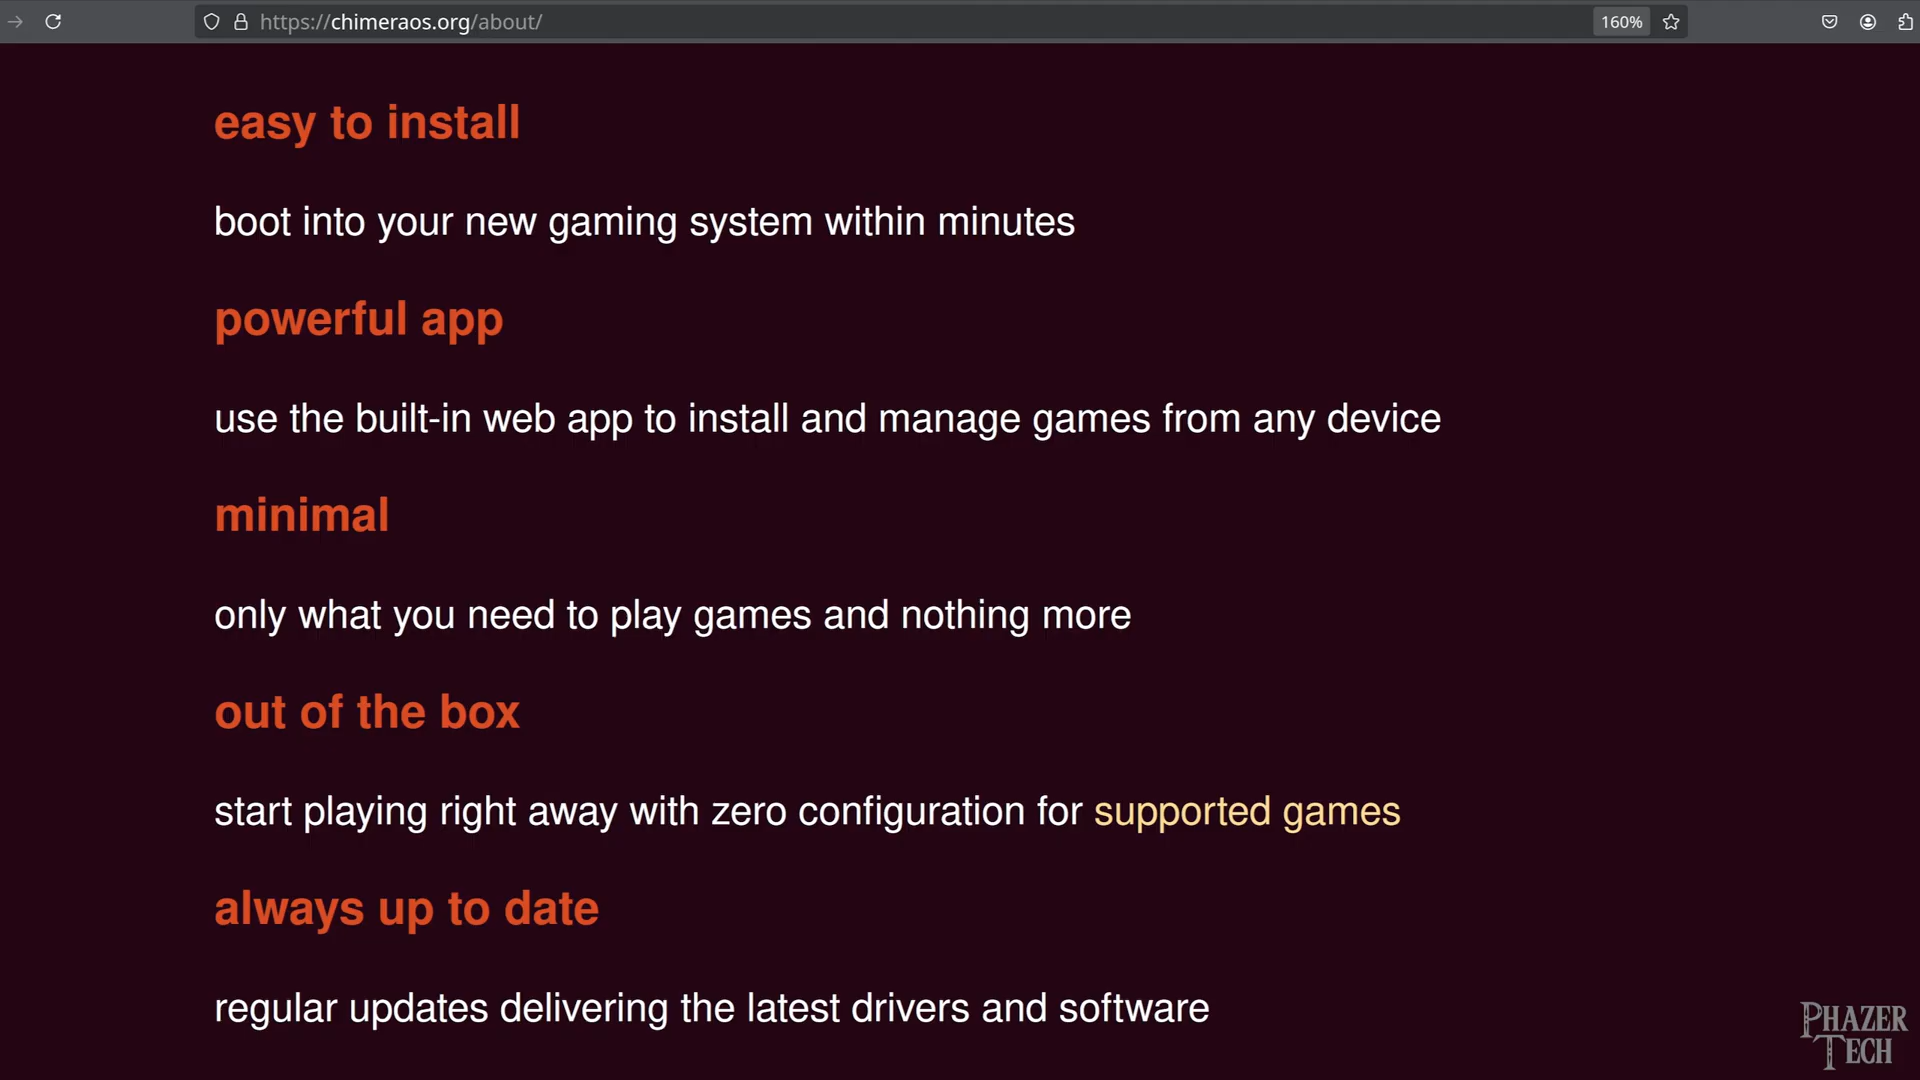 https://chimeraos.org/about/
160%
easy to install
boot into your new gaming system within minutes
powerful app
use the built-in web app to install and manage games from any device
minimal
only what you need to play games and nothing more
out of the box
start playing right away with zero configuration for supported games
always up to date
regular updates delivering the latest drivers and software
PHAZER
TECH